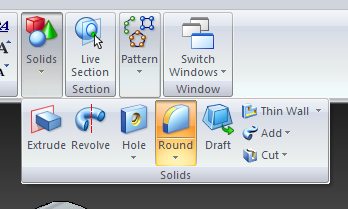 Solids
Live
Section
Pattern
Switch
Windows
Section
Window
Extrude
Revolve
Hole
Round
Draft
Thin Wall
Add
Cut
Solids